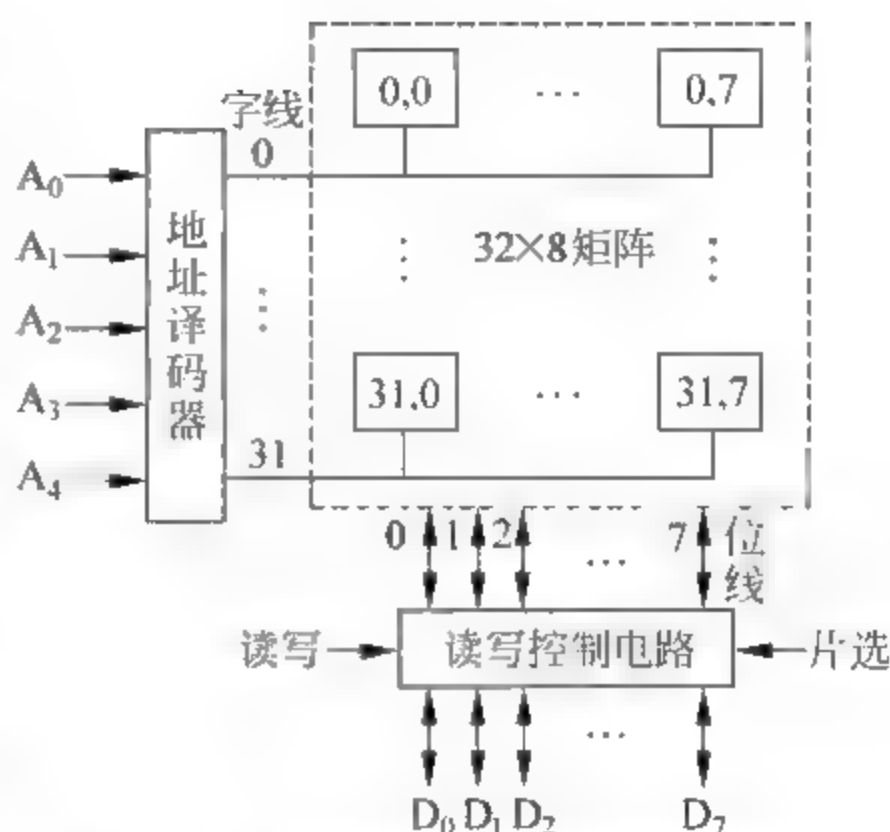 字线
0,0 … 0,7
0
A₀
地址译码器
A₁
32×8矩阵
A₂
A₃
31,0 … 31,7
31
A₄
0 1 2 … 7 位线
读写
读写控制电路
片选
…
D₀ D₁ D₂ D₇